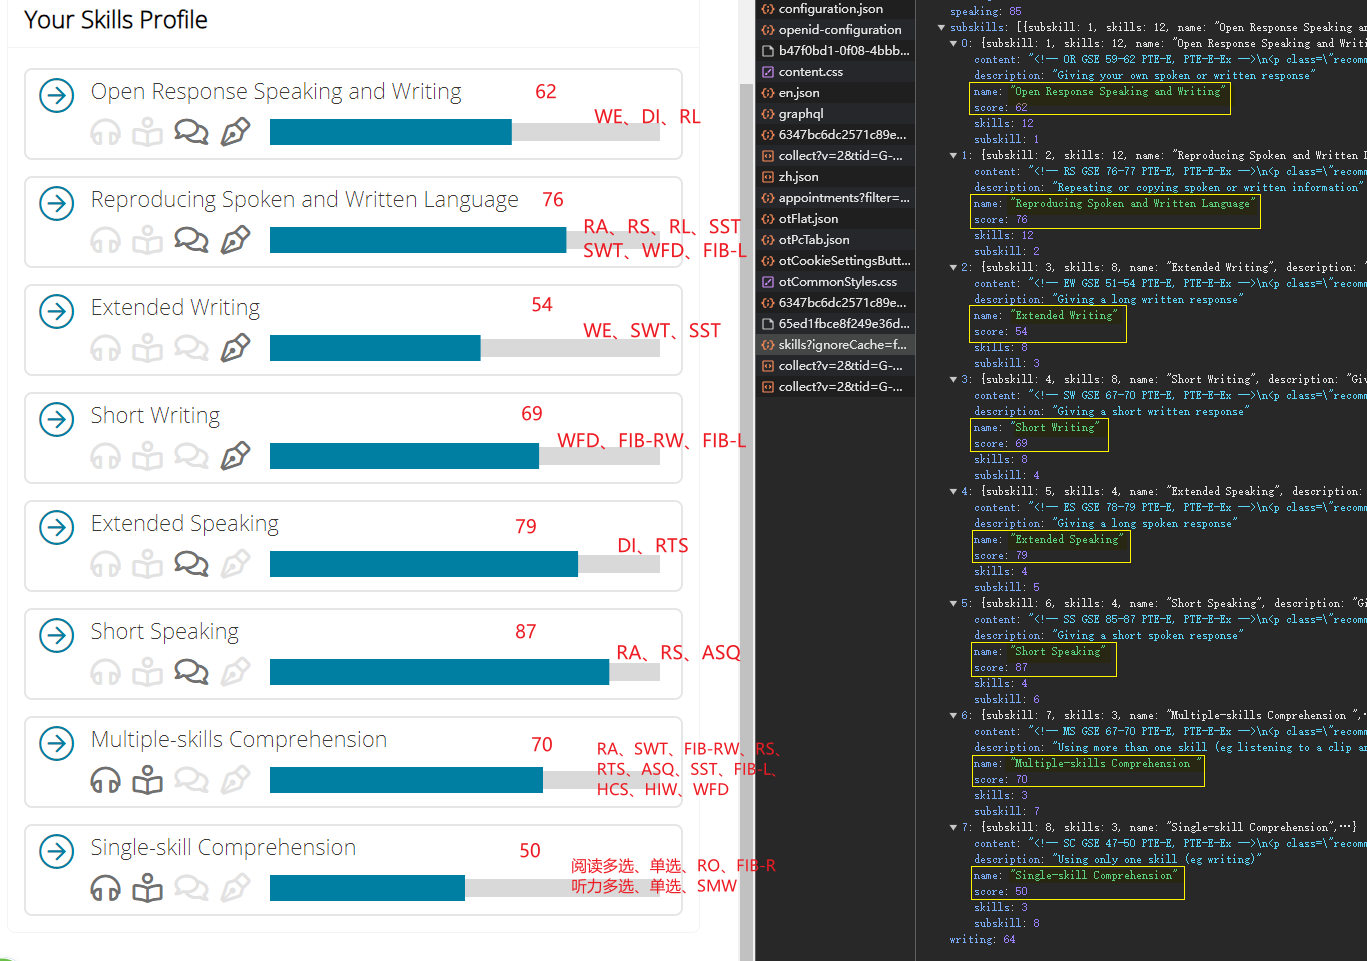 Your Skills Profile
Open Response Speaking and Writing 62
WE、DI、RL
Reproducing Spoken and Written Language 76
RA、RS、RL、SST
SWT、WFD、FIB-L
Extended Writing 54
WE、SWT、SST
Short Writing 69
WFD、FIB-RW、FIB-L
Extended Speaking 79
DI、RTS
Short Speaking 87
RA、RS、ASQ
Multiple-skills Comprehension 70
RA、SWT、FIB-RW、RS、
RTS、ASQ、SST、FIB-L、
HCS、HIW、WFD
Single-skill Comprehension 50
阅读多选、单选、RO、FIB-R
听力多选、单选、SMW
configuration.json
openid-configuration
b47f0bd1-0f08-4bbb...
content.css
en.json
graphql
6347bc6dc2571c89e...
collect?v=2&tid=G-...
zh.json
appointments?filter=...
otFlat.json
otPcTab.json
otCookieSettingsButt...
otCommonStyles.css
6347bc6dc2571c89e...
65ed1fbce8f249e36d...
skills?ignoreCache=f...
collect?v=2&tid=G-...
collect?v=2&tid=G-...
speaking: 85
subskills: [{subskill: 1, skills: 12, name: "Open Response Speaking an
0: {subskill: 1, skills: 12, name: "Open Response Speaking and Writi
content: "<!-- OR GSE 59-62 PTE-E, PTE-E-Ex -->\n<p class=\"recomm
description: "Giving your own spoken or written response"
name: "Open Response Speaking and Writing"
score: 62
skills: 12
subskill: 1
1: {subskill: 2, skills: 12, name: "Reproducing Spoken and Written L
content: "<!-- RS GSE 76-77 PTE-E, PTE-E-Ex -->\n<p class=\"recomm
description: "Repeating or copying spoken or written information"
name: "Reproducing Spoken and Written Language"
score: 76
skills: 12
subskill: 2
2: {subskill: 3, skills: 8, name: "Extended Writing", description: "
content: "<!-- EW GSE 51-54 PTE-E, PTE-E-Ex -->\n<p class=\"recomm
description: "Giving a long written response"
name: "Extended Writing"
score: 54
skills: 8
subskill: 3
3: {subskill: 4, skills: 8, name: "Short Writing", description: "Giv
content: "<!-- SW GSE 67-70 PTE-E, PTE-E-Ex -->\n<p class=\"recomm
description: "Giving a short written response"
name: "Short Writing"
score: 69
skills: 8
subskill: 4
4: {subskill: 5, skills: 4, name: "Extended Speaking", description:
content: "<!-- ES GSE 78-79 PTE-E, PTE-E-Ex -->\n<p class=\"recomm
description: "Giving a long spoken response"
name: "Extended Speaking"
score: 79
skills: 4
subskill: 5
5: {subskill: 6, skills: 4, name: "Short Speaking", description: "Gi
content: "<!-- SS GSE 85-87 PTE-E, PTE-E-Ex -->\n<p class=\"recomm
description: "Giving a short spoken response"
name: "Short Speaking"
score: 87
skills: 4
subskill: 6
6: {subskill: 7, skills: 3, name: "Multiple-skills Comprehension ",…
content: "<!-- MS GSE 67-70 PTE-E, PTE-E-Ex -->\n<p class=\"recomm
description: "Using more than one skill (eg listening to a clip an
name: "Multiple-skills Comprehension "
score: 70
skills: 3
subskill: 7
7: {subskill: 8, skills: 3, name: "Single-skill Comprehension",…}
content: "<!-- SC GSE 47-50 PTE-E, PTE-E-Ex -->\n<p class=\"recomm
description: "Using only one skill (eg writing)"
name: "Single-skill Comprehension"
score: 50
skills: 3
subskill: 8
writing: 64